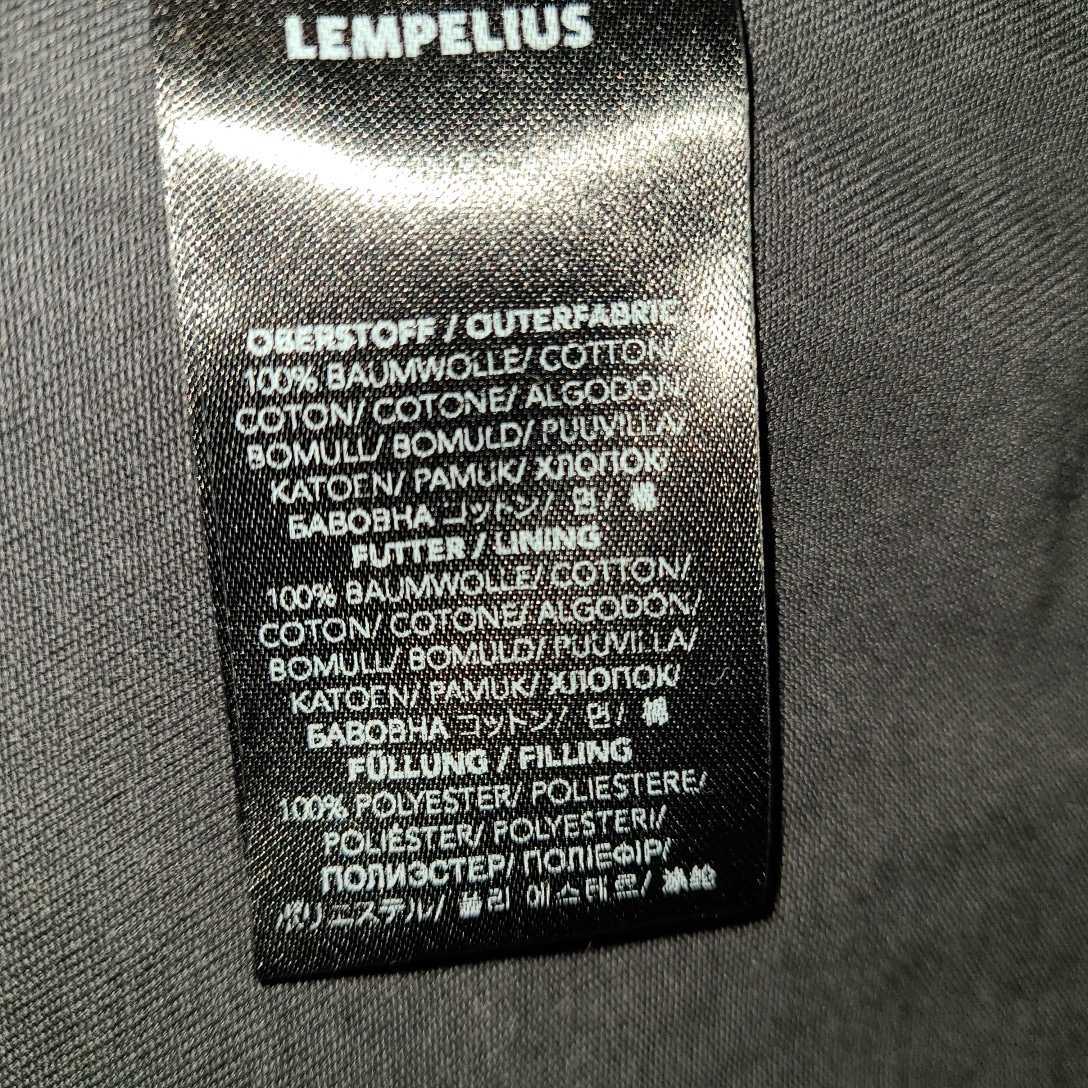 LEMPELIUS
OBERSTOFF / OUTERFABRIC
100% BAUMWOLLE/ COTTON/
COTON/ COTONE/ ALGODON/
BOMULL/ BOMULD/ PUUVILLA/
KATOEN/ PAMUK/ ХЛОПОК/
БАВОВНА コットン/ 면/ 棉
FUTTER / LINING
100% BAUMWOLLE/ COTTON/
COTON/ COTONE/ ALGODON/
BOMULL/ BOMULD/ PUUVILLA/
KATOEN/ PAMUK/ ХЛОПОК/
БАВОВНА コットン/ 면/ 棉
FÜLLUNG / FILLING
100% POLYESTER/ POLIESTERE/
POLIÉSTER/ POLYESTERI/
ПОЛИЭСТЕР/ ПОЛІЕФІР/
ポリエステル/ 폴리 에스테르/